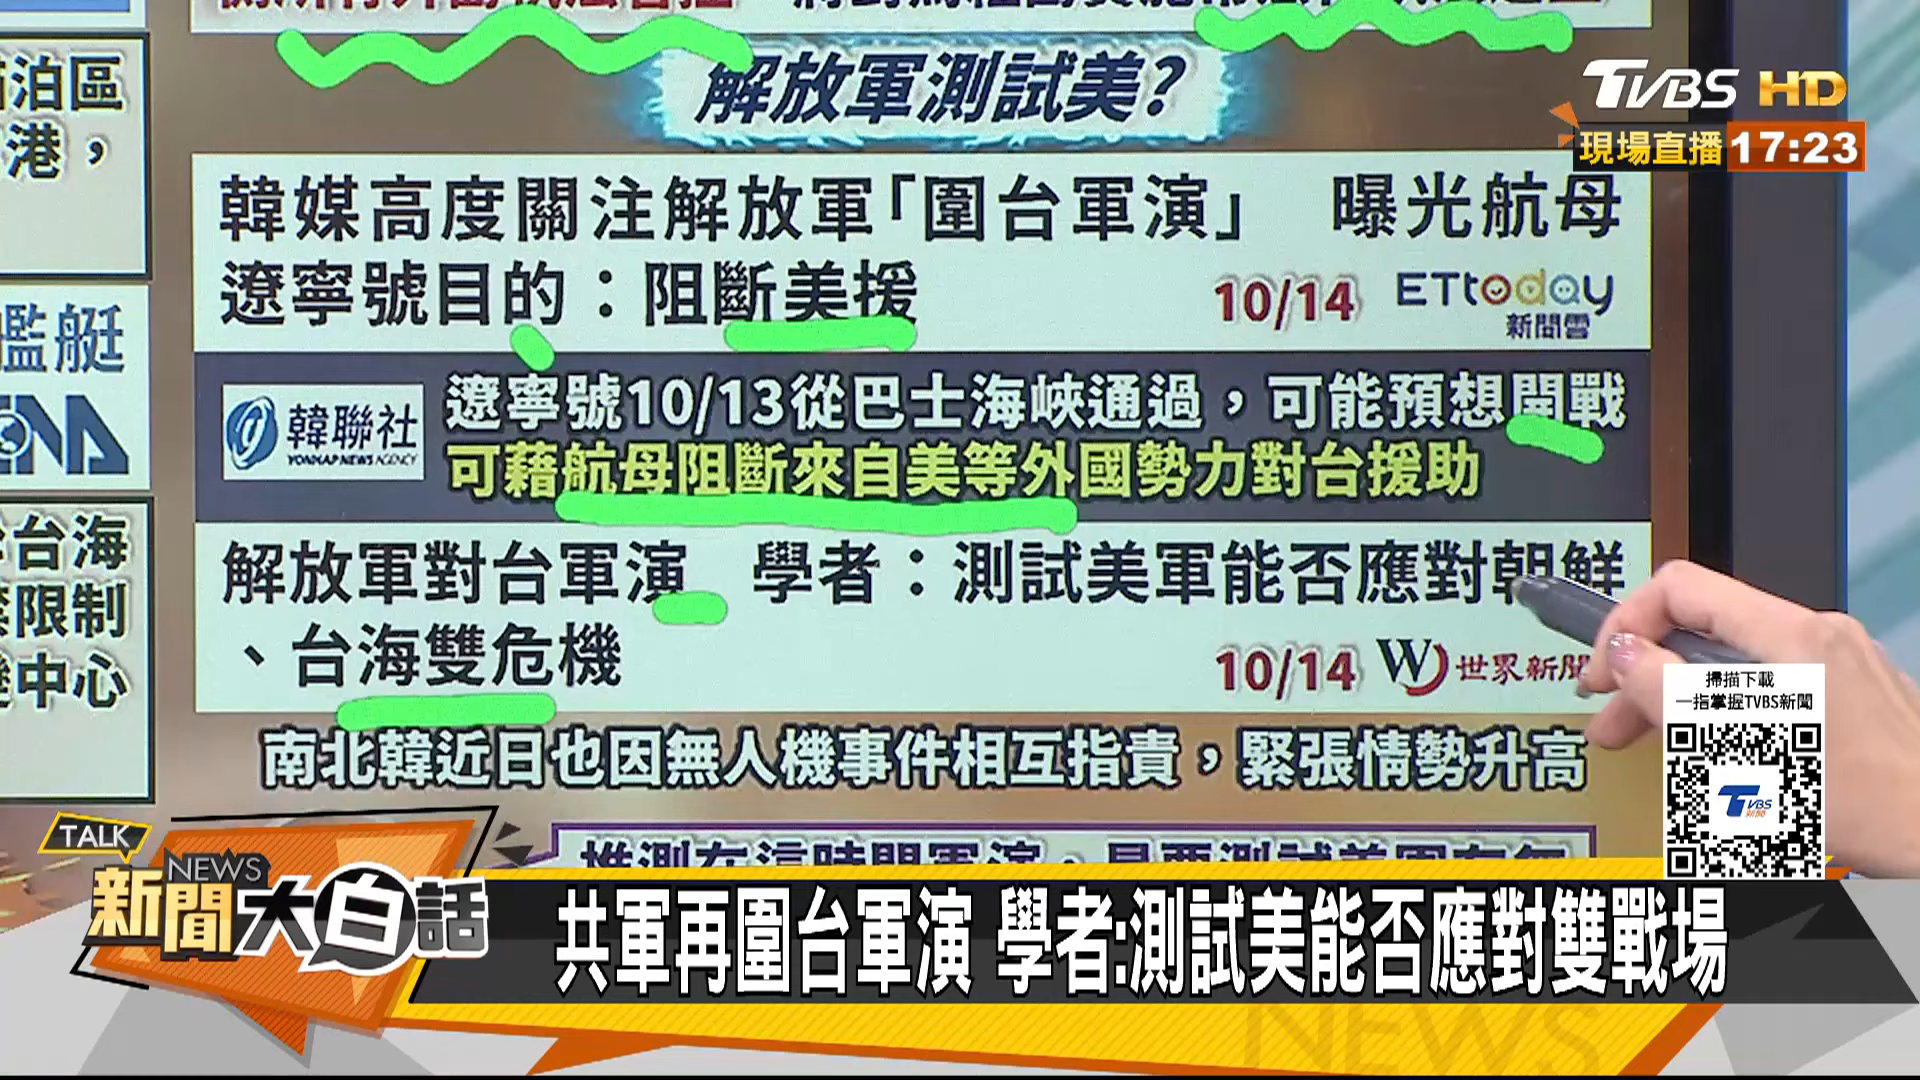 解放軍測試美?
TVBS HD
現場直播 17:23
泊區
港，
韓媒高度關注解放軍「圍台軍演」 曝光航母
遼寧號目的：阻斷美援
10/14 ETtoday
新聞雲
艦艇
韓聯社
YONHAP NEWS AGENCY
遼寧號10/13從巴士海峽通過，可能預想開戰
可藉航母阻斷來自美等外國勢力對台援助
台海
限制
中心
解放軍對台軍演 學者：測試美軍能否應對朝鮮
、台海雙危機
10/14 WJ 世界新聞
掃描下載
一指掌握TVBS新聞
TVBS
新聞
南北韓近日也因無人機事件相互指責，緊張情勢升高
TALK
NEWS
新聞大白話
共軍再圍台軍演 學者:測試美能否應對雙戰場
NEWS